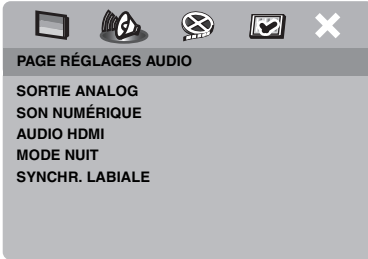 PAGE RÉGLAGES AUDIO
SORTIE ANALOG
SON NUMÉRIQUE
AUDIO HDMI
MODE NUIT
SYNCHR. LABIALE